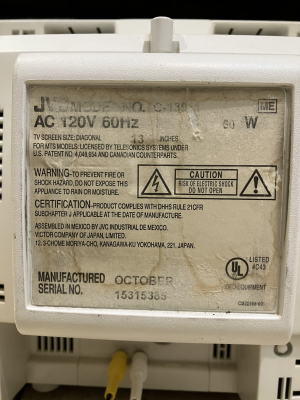 JVC MODEL NO.
ME
AC 120V 60Hz W
TV SCREEN SIZE: DIAGONAL 13 INCHES
FOR MTS MODELS: LICENSED BY TELESONICS SYSTEMS UNDER
U.S. PATENT NO 4,048,654 AND CANADIAN COUNTERPARTS.
WARNING-TO PREVENT FIRE OR
SHOCK HAZARD, DO NOT EXPOSE THIS
APPLIANCE TO RAIN OR MOISTURE.
CAUTION
RISK OF ELECTRIC SHOCK
DO NOT OPEN
CERTIFICATION-PRODUCT COMPLIES WITH DHHS RULE 21CFR
SUBCHAPTER J APPLICABLE AT THE DATE OF MANUFACTURE.
ASSEMBLED IN MEXICO BY JVC INDUSTRIAL DE MEXICO.
VICTOR COMPANY OF JAPAN, LIMITED.
12, 3-CHOME MORIYA-CHO, KANAGAWA-KU YOKOHAMA, 221, JAPAN.
MANUFACTURED OCTOBER
SERIAL NO. 15315385
UL LISTED
EQUIPMENT